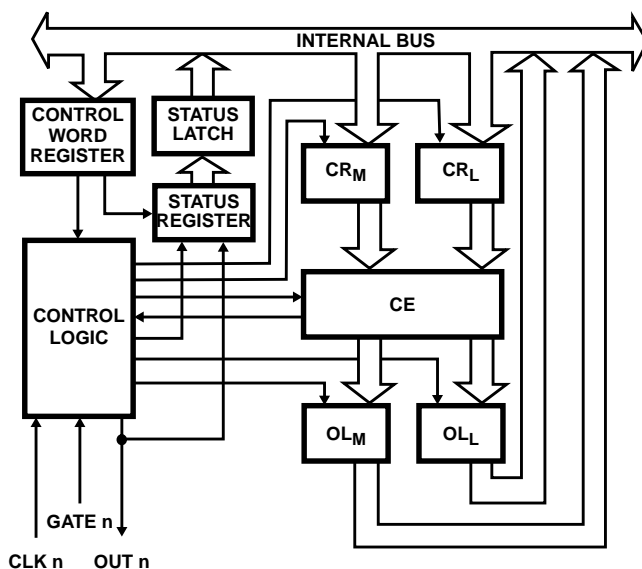 INTERNAL BUS
CONTROL
WORD
REGISTER
STATUS
LATCH
STATUS
REGISTER
CRM
CRL
CONTROL
LOGIC
CE
OLM
OLL
GATE n
CLK n
OUT n